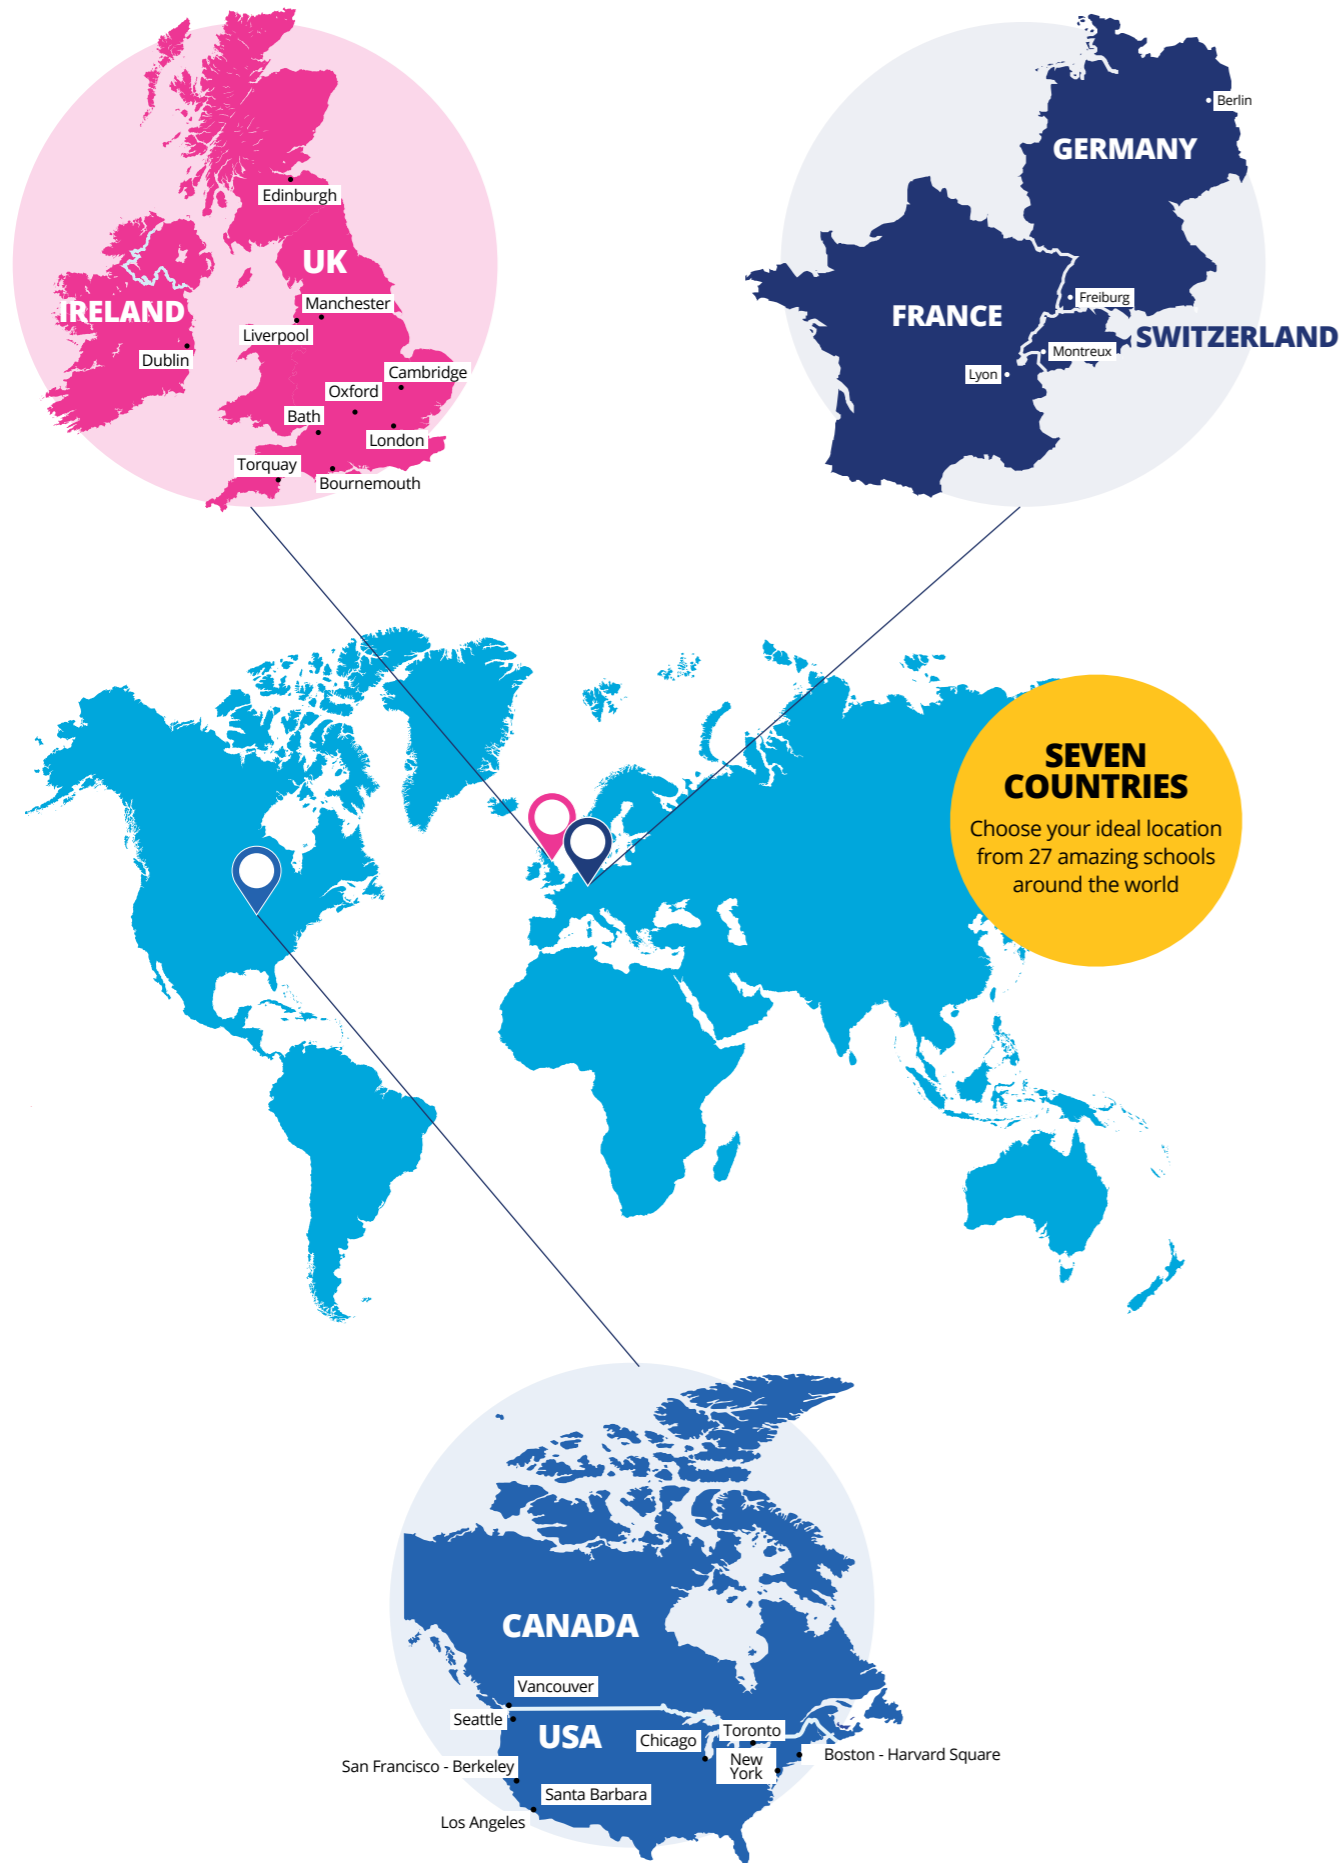 Edinburgh
UK
Manchester
IRELAND
Liverpool
Dublin
Cambridge
Oxford
Bath
London
Torquay
Bournemouth
Berlin
GERMANY
Freiburg
FRANCE
SWITZERLAND
Montreux
Lyon
SEVEN
COUNTRIES
Choose your ideal location
from 27 amazing schools
around the world
CANADA
Vancouver
Seattle
USA
Chicago
Toronto
New
York
Boston - Harvard Square
San Francisco - Berkeley
Santa Barbara
Los Angeles